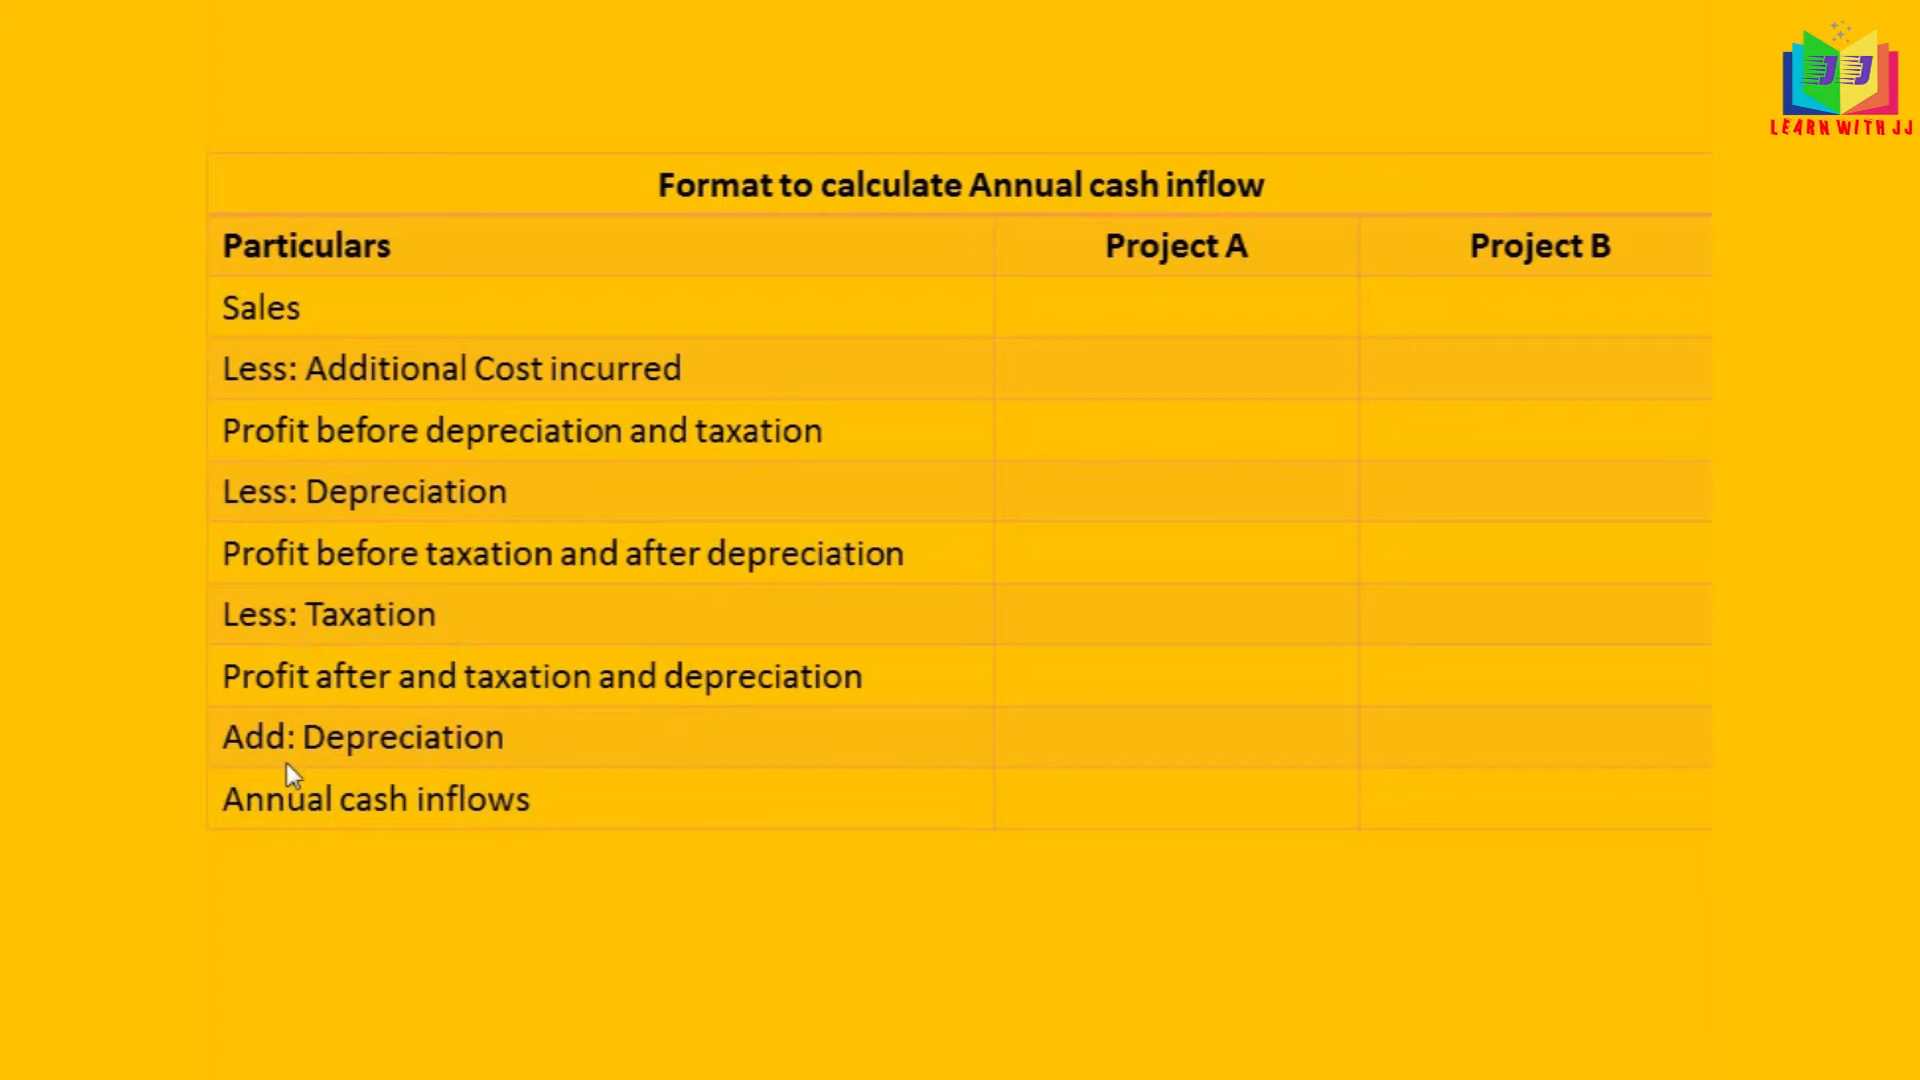 JJ
LEARN WITH JJ
Format to calculate Annual cash inflow
Particulars Project A Project B
Sales
Less: Additional Cost incurred
Profit before depreciation and taxation
Less: Depreciation
Profit before taxation and after depreciation
Less: Taxation
Profit after and taxation and depreciation
Add: Depreciation
Annual cash inflows